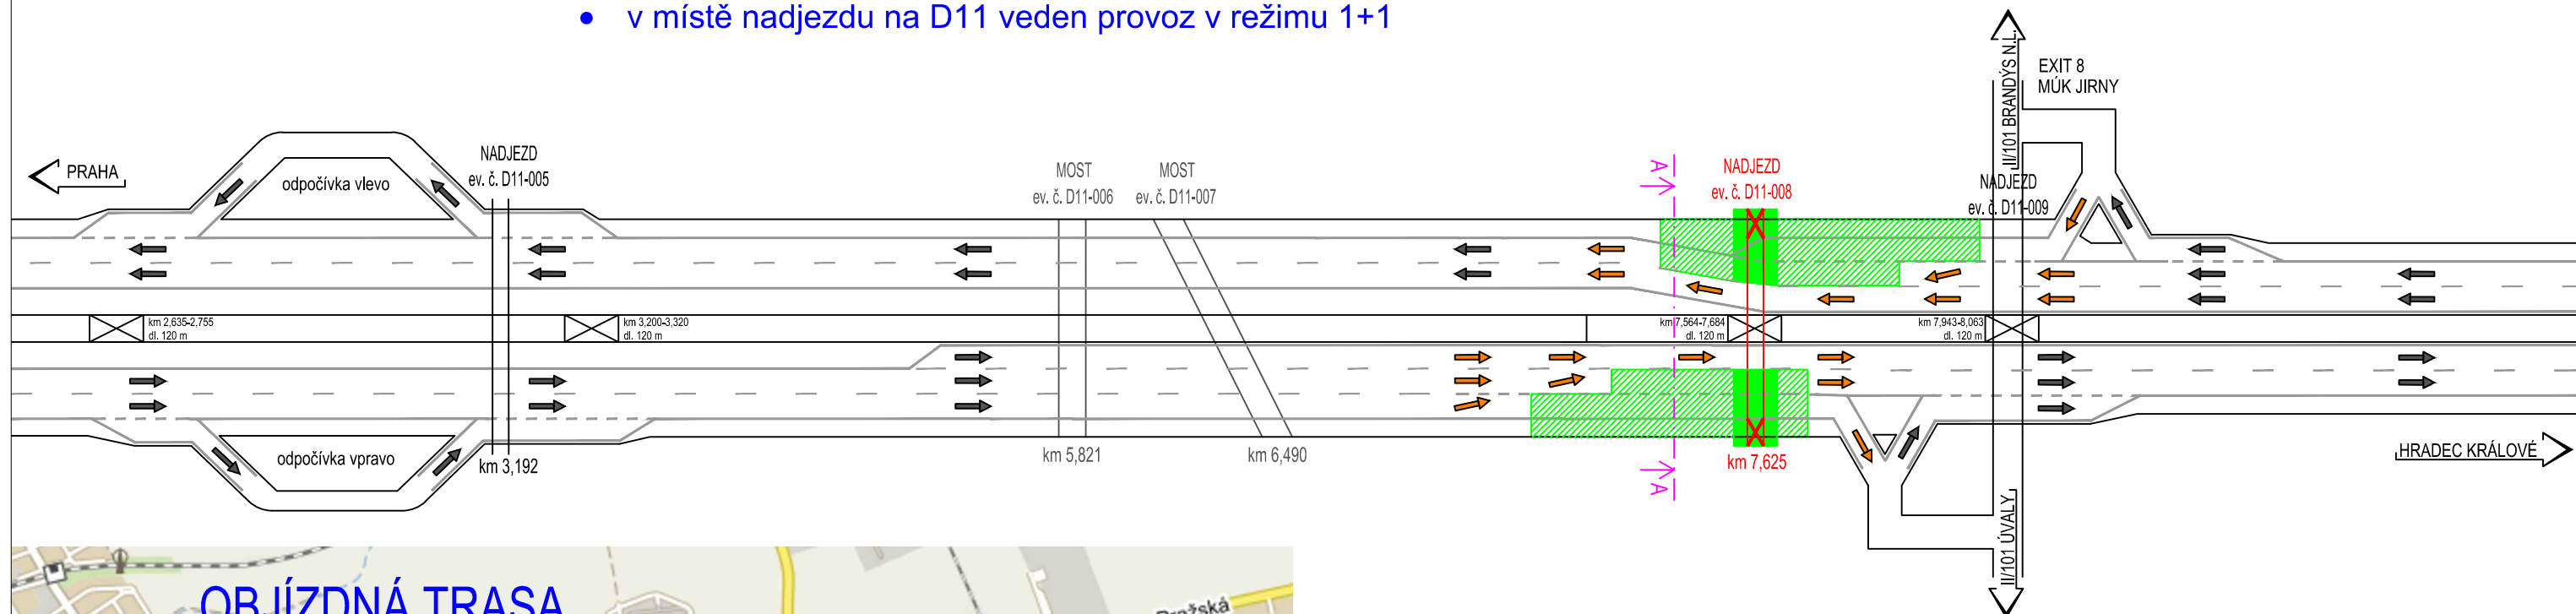 • v místě nadjezdu na D11 veden provoz v režimu 1+1
II/101 BRANDÝS N.L.
EXIT 8
MÚK JIRNY
PRAHA
odpočívka vlevo
NADJEZD
ev. č. D11-005
MOST
ev. č. D11-006
MOST
ev. č. D11-007
A
NADJEZD
ev. č. D11-008
NADJEZD
ev. č. D11-009
km 2,635-2,755
dl. 120 m
km 3,200-3,320
dl. 120 m
km 7,564-7,684
dl. 120 m
km 7,943-8,063
dl. 120 m
odpočívka vpravo
km 3,192
km 5,821
km 6,490
A
km 7,625
HRADEC KRÁLOVÉ
II/101 ÚVALY
OBJÍZDNÁ TRASA
Pražská